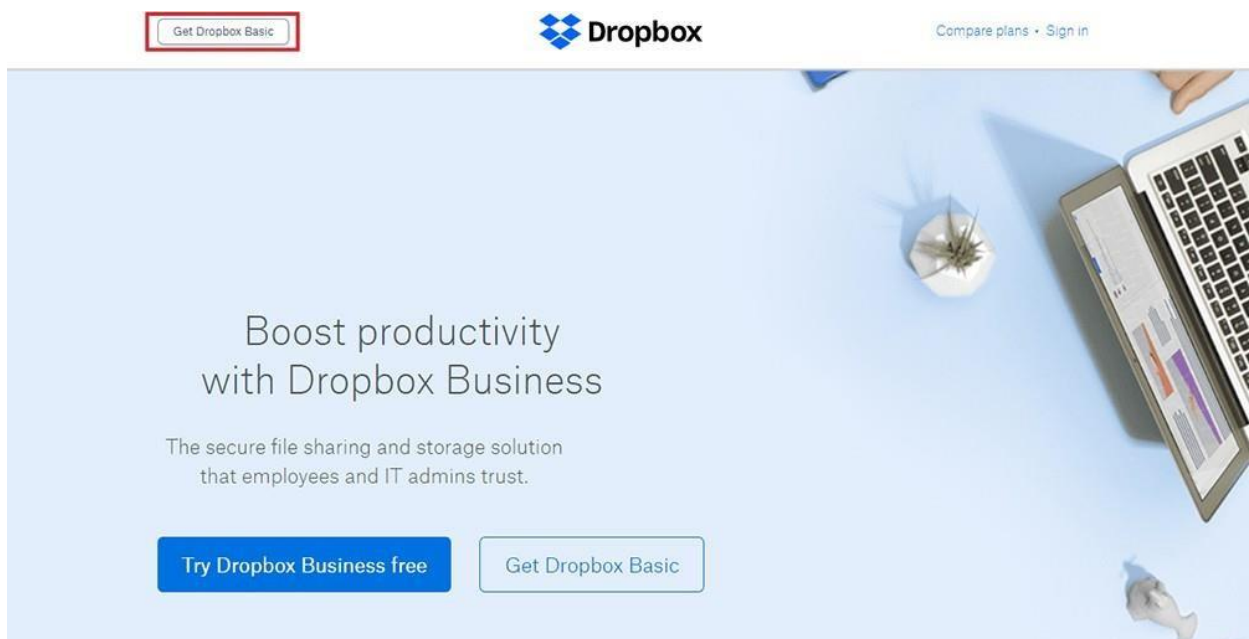 Get Dropbox Basic
Dropbox
Compare plans • Sign in
Boost productivity
with Dropbox Business
The secure file sharing and storage solution
that employees and IT admins trust.
Try Dropbox Business free
Get Dropbox Basic